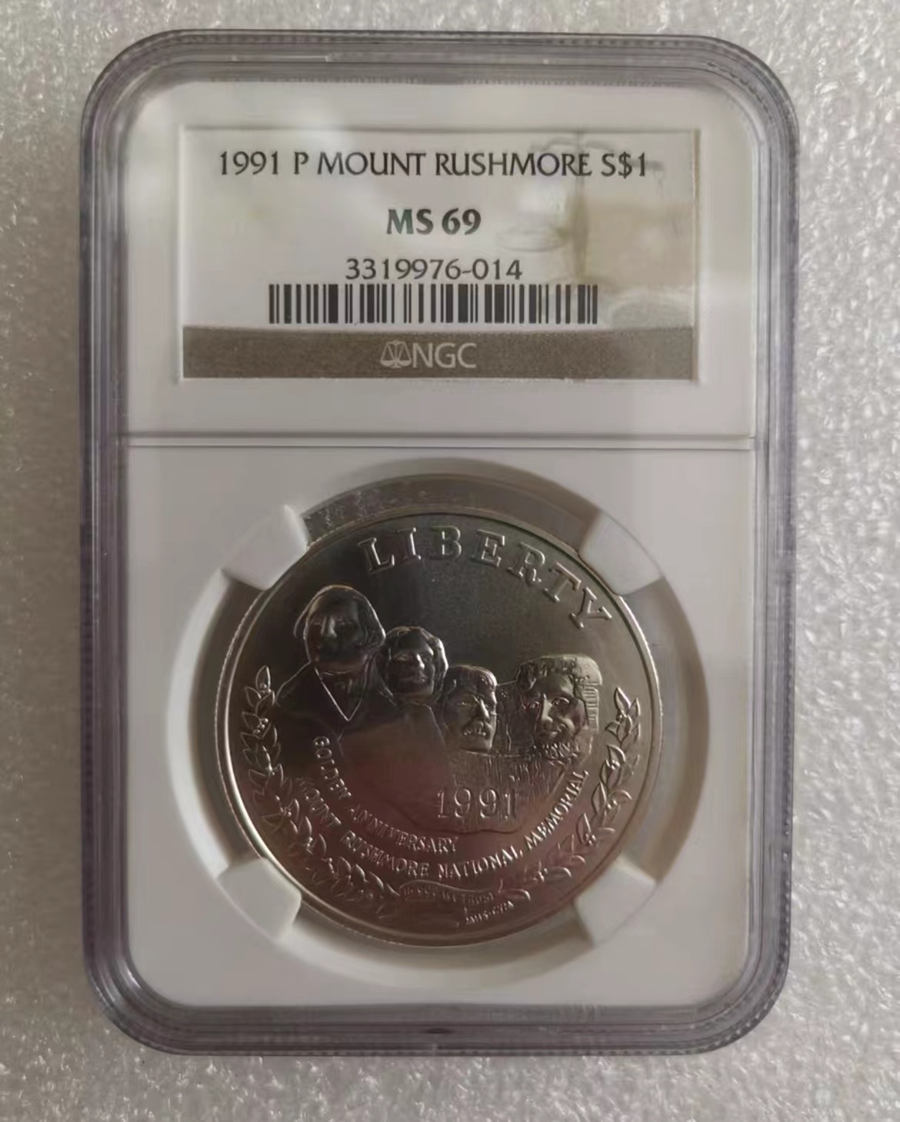 1991 P MOUNT RUSHMORE S$1
MS 69
3319976-014
NGC
LIBERTY
1991
GOLDEN ANNIVERSARY
MOUNT RUSHMORE NATIONAL MEMORIAL